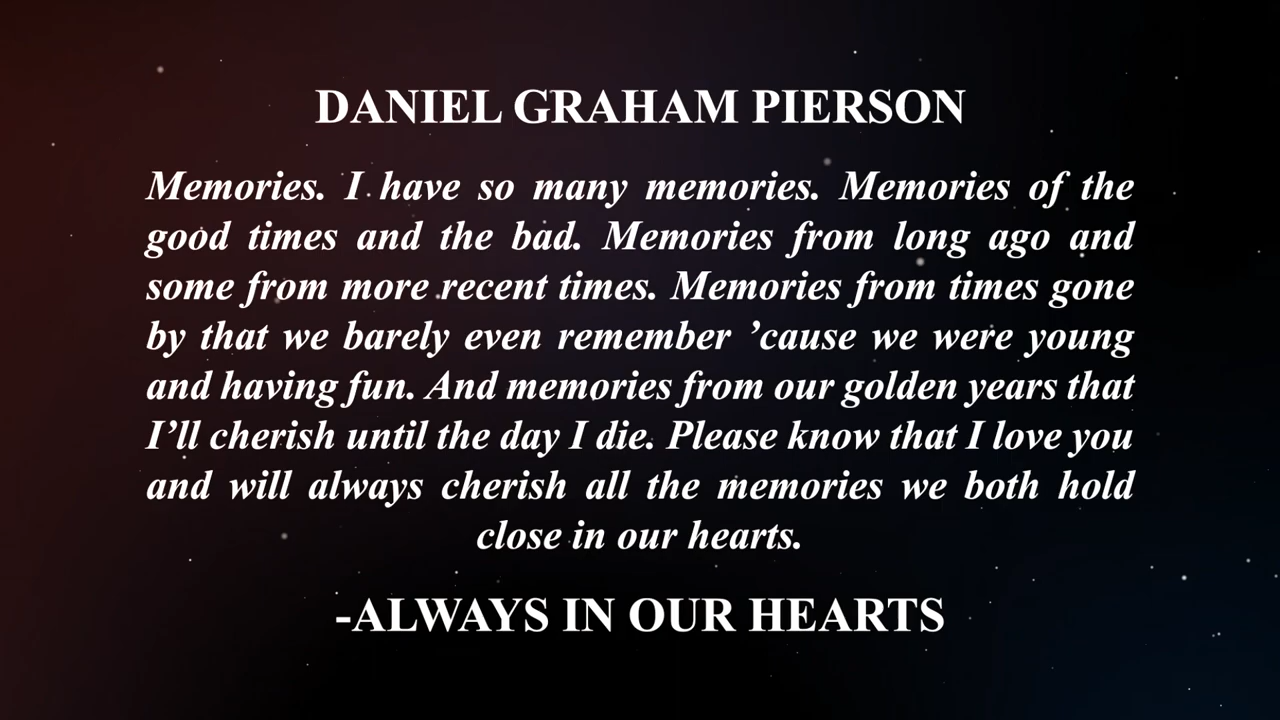 DANIEL GRAHAM PIERSON
Memories. I have so many memories. Memories of the
good times and the bad. Memories from long ago and
some from more recent times. Memories from times gone
by that we barely even remember ’cause we were young
and having fun. And memories from our golden years that
I’ll cherish until the day I die. Please know that I love you
and will always cherish all the memories we both hold
close in our hearts.
-ALWAYS IN OUR HEARTS